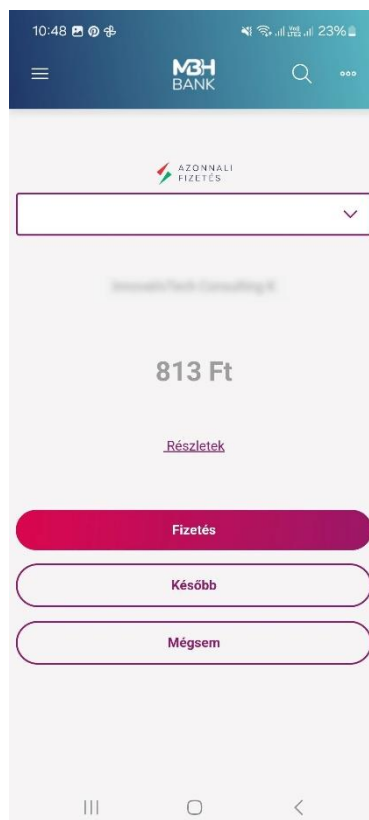 10:48
23%
MBH
BANK
AZONNALI
FIZETÉS
813 Ft
Részletek
Fizetés
Később
Mégsem